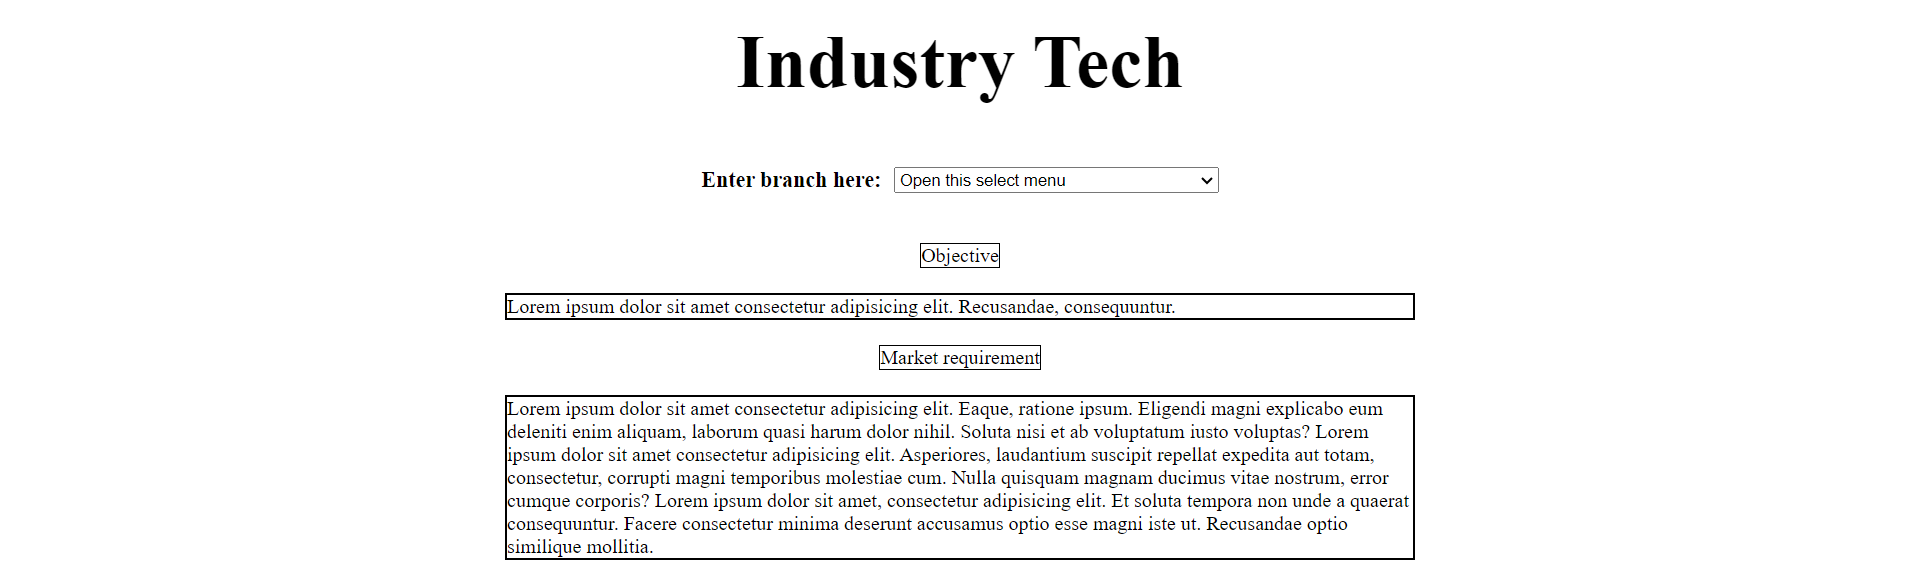 Industry Tech
Enter branch here: Open this select menu
Objective
Lorem ipsum dolor sit amet consectetur adipisicing elit. Recusandae, consequuntur.
Market requirement
Lorem ipsum dolor sit amet consectetur adipisicing elit. Eaque, ratione ipsum. Eligendi magni explicabo eum
deleniti enim aliquam, laborum quasi harum dolor nihil. Soluta nisi et ab voluptatum iusto voluptas? Lorem
ipsum dolor sit amet consectetur adipisicing elit. Asperiores, laudantium suscipit repellat expedita aut totam,
consectetur, corrupti magni temporibus molestiae cum. Nulla quisquam magnam ducimus vitae nostrum, error
cumque corporis? Lorem ipsum dolor sit amet, consectetur adipisicing elit. Et soluta tempora non unde a quaerat
consequuntur. Facere consectetur minima deserunt accusamus optio esse magni iste ut. Recusandae optio
similique mollitia.